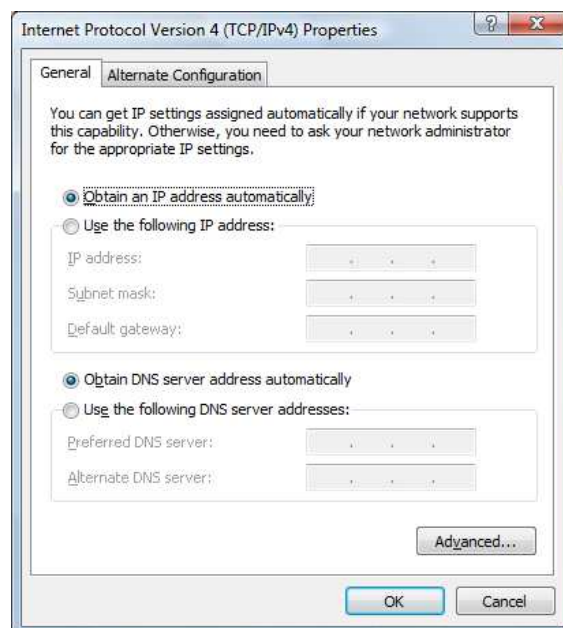 Internet Protocol Version 4 (TCP/IPv4) Properties
General
Alternate Configuration
You can get IP settings assigned automatically if your network supports
this capability. Otherwise, you need to ask your network administrator
for the appropriate IP settings.
Obtain an IP address automatically
Use the following IP address:
IP address:
Subnet mask:
Default gateway:
Obtain DNS server address automatically
Use the following DNS server addresses:
Preferred DNS server:
Alternate DNS server:
Advanced...
OK
Cancel